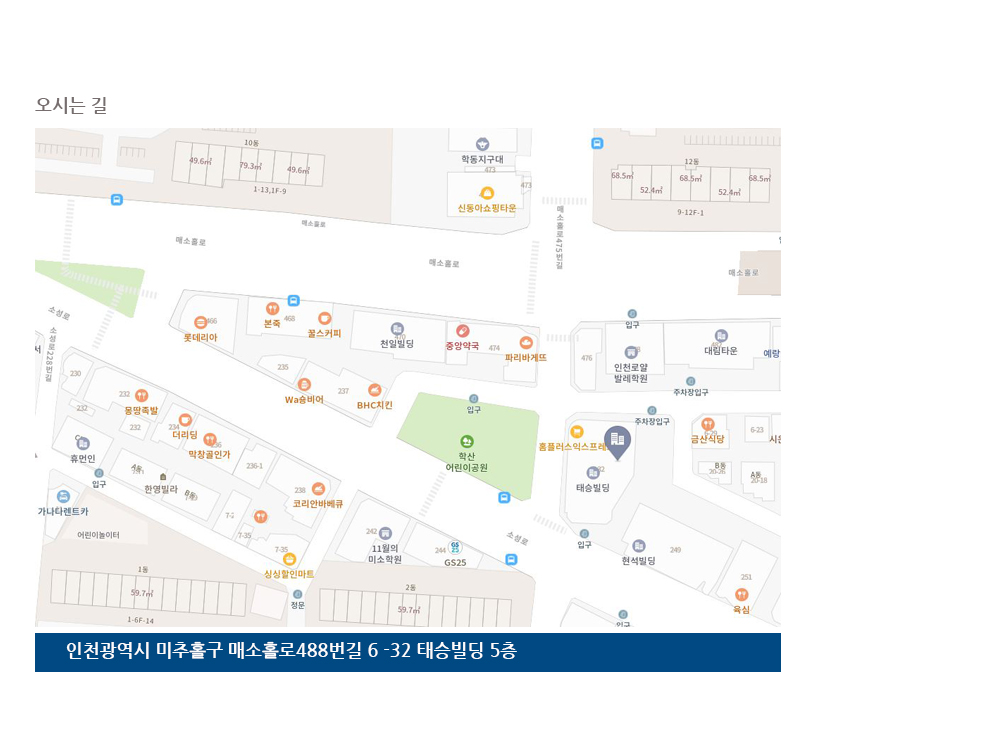 오시는 길
10동
49.6㎡
79.3㎡
49.6㎡
1-13,1F-9
학동지구대
473
473
신동아쇼핑타운
12동
68.5㎡
52.4㎡
68.5㎡
52.4㎡
68.5㎡
9-12F-1
매소홀로
매소홀로
매소홀로475번길
매소홀로
매소홀로
소성로
소성로228번길
서
466
롯데리아
본죽
468
꿀스커피
470
천일빌딩
중앙약국
474
파리바게뜨
입구
476
인천로얄
발레학원
대림타운
예랑
주차장입구
235
237
Wa숑비어
BHC치킨
입구
230
232
232
232
몽땅족발
234
더리딩
막창골인가
236-1
학산
어린이공원
홈플러스익스프레
주차장입구
금산식당
6-23
시온
태승빌딩
B동
20-26
A동
20-18
휴먼인
입구
A동
한영빌라
B동
238
코리안바베큐
가나다렌트카
어린이놀이터
7-35
7-35
싱싱할인마트
242
11월의
미소학원
244
GS25
GS25
소성로
입구
현석빌딩
249
251
육심
1동
59.7㎡
1-6F-14
정문
2동
59.7㎡
입구
인천광역시 미추홀구 매소홀로488번길 6 -32 태승빌딩 5층